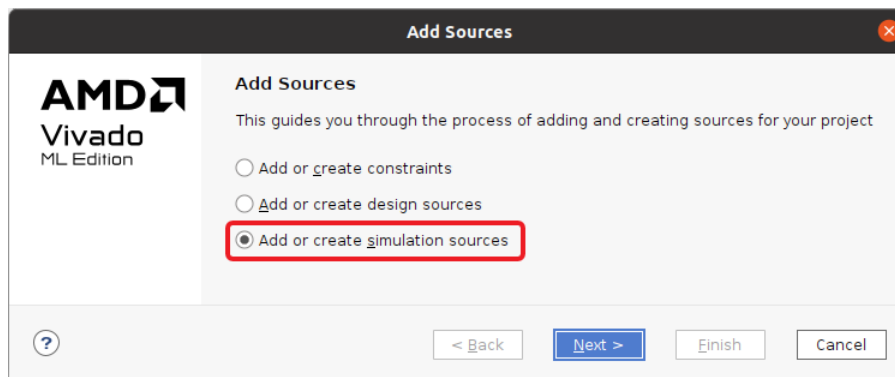 Add Sources
AMD
Vivado
ML Edition
Add Sources
This guides you through the process of adding and creating sources for your project
Add or create constraints
Add or create design sources
Add or create simulation sources
?
< Back
Next >
Finish
Cancel